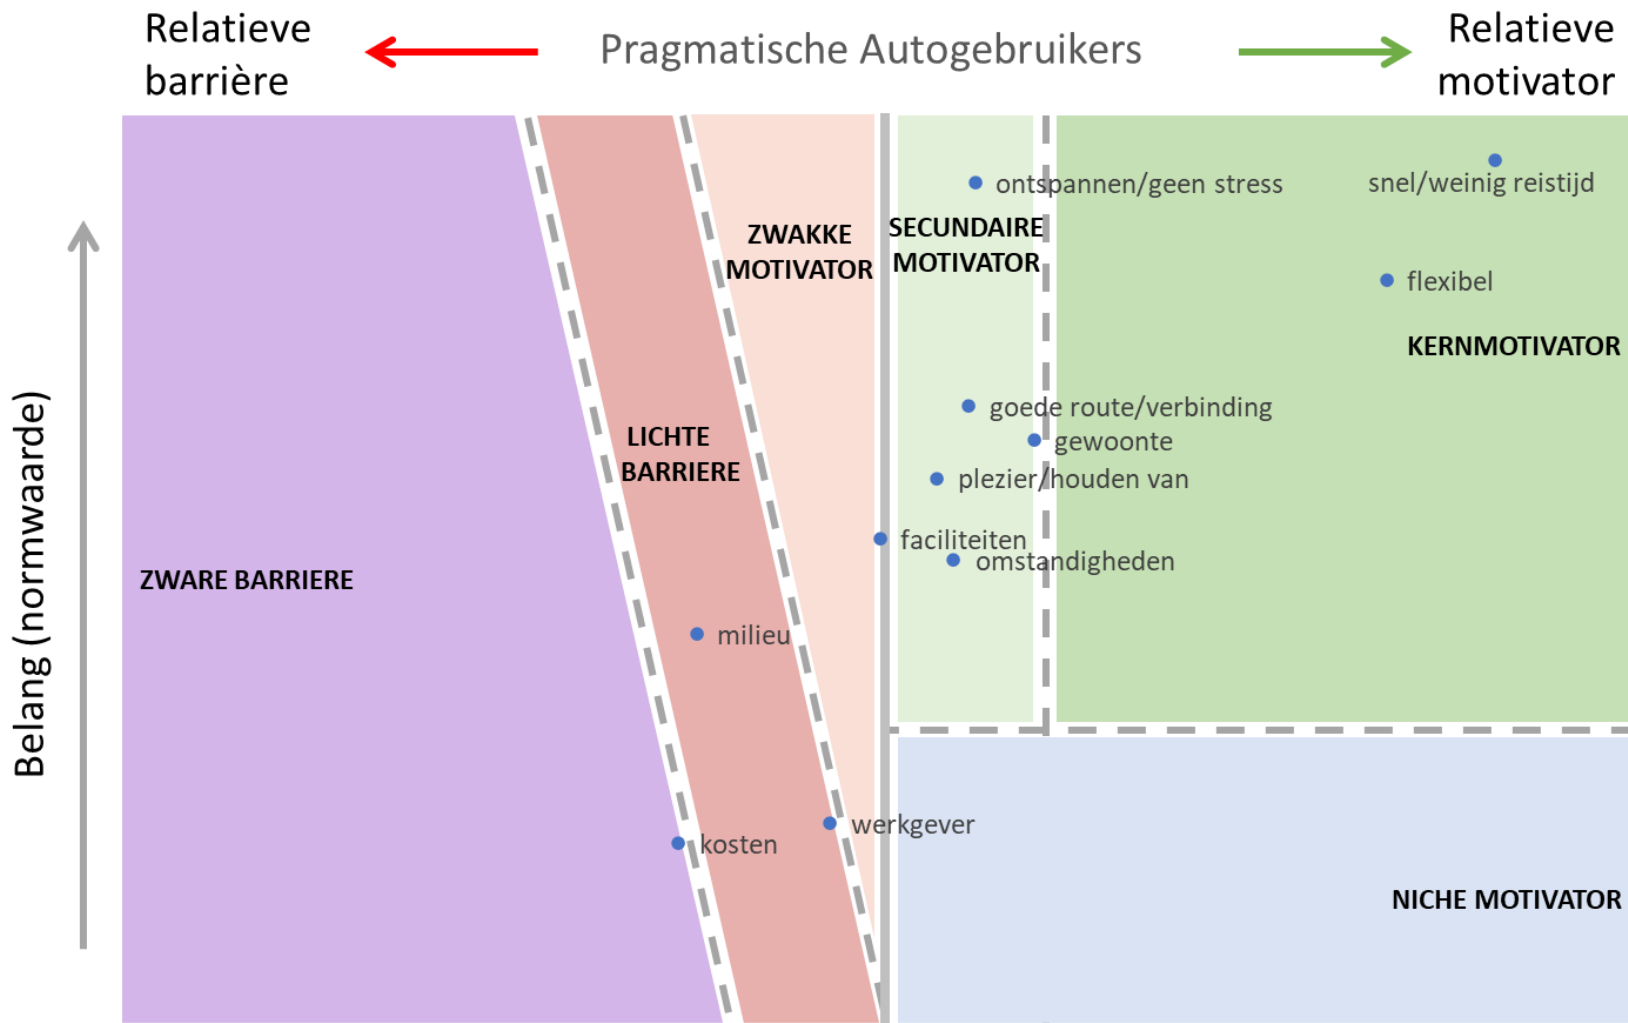 Relatieve
barrière
Pragmatische Autogebruikers
Relatieve
motivator
Belang (normwaarde)
ontspannen/geen stress
snel/weinig reistijd
ZWAKKE
MOTIVATOR
SECUNDAIRE
MOTIVATOR
flexibel
KERNMOTIVATOR
goede route/verbinding
LICHTE
BARRIERE
gewoonte
plezier/houden van
faciliteiten
omstandigheden
ZWARE BARRIERE
milieu
werkgever
kosten
NICHE MOTIVATOR